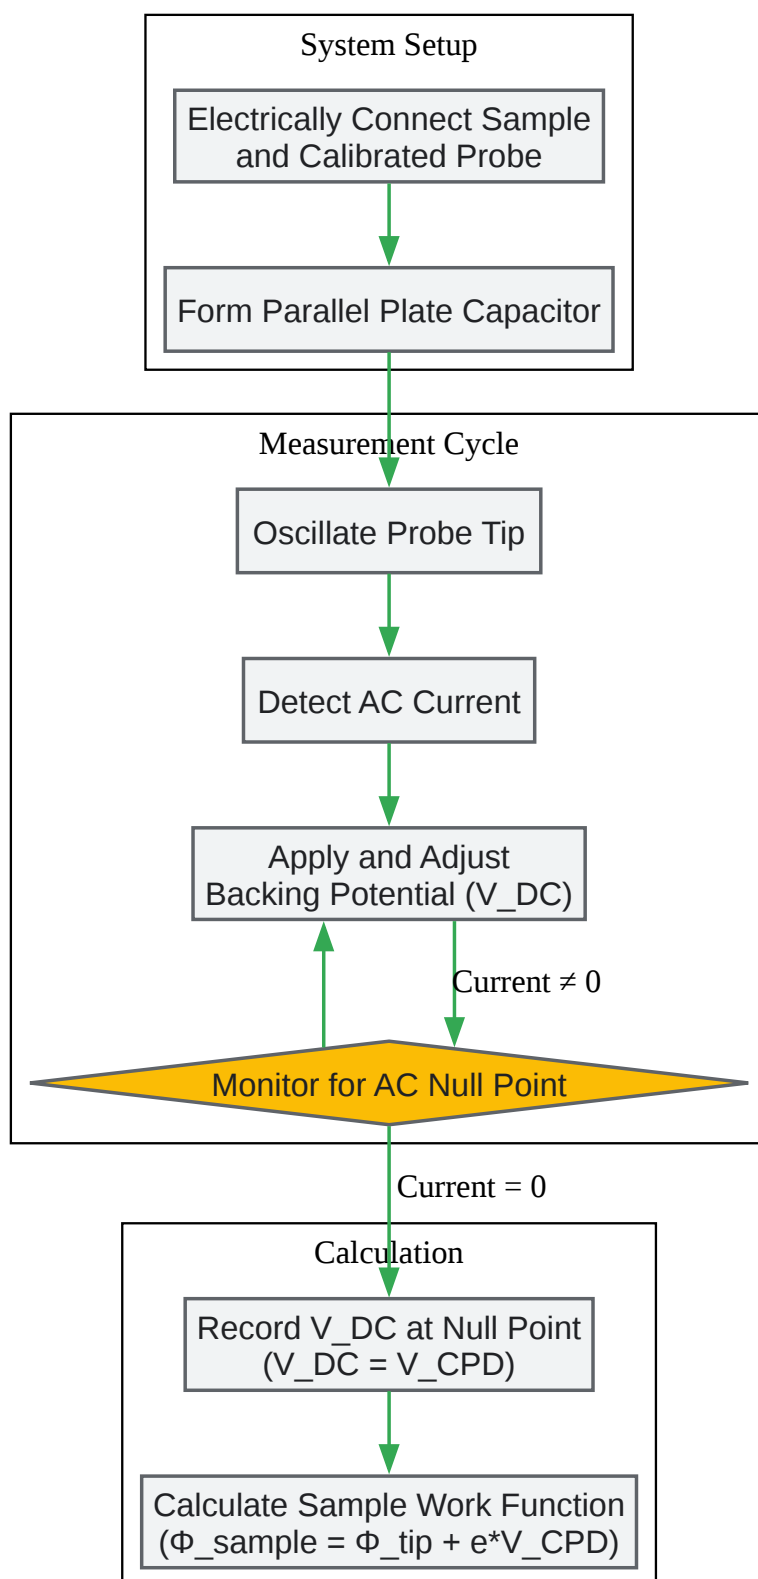 System Setup
Electrically Connect Sample
and Calibrated Probe
Form Parallel Plate Capacitor
Measurement Cycle
Oscillate Probe Tip
Detect AC Current
Apply and Adjust
Backing Potential (V_DC)
Current ≠ 0
Monitor for AC Null Point
Current = 0
Calculation
Record V_DC at Null Point
(V_DC = V_CPD)
Calculate Sample Work Function
(Φ_sample = Φ_tip + e*V_CPD)